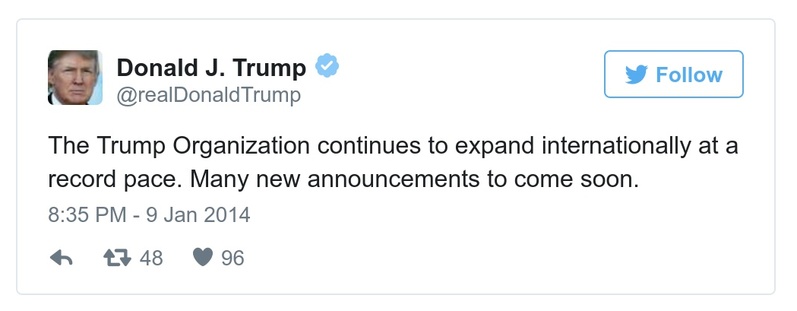 Donald J. Trump
@realDonaldTrump
Follow
The Trump Organization continues to expand internationally at a
record pace. Many new announcements to come soon.
8:35 PM - 9 Jan 2014
48 96